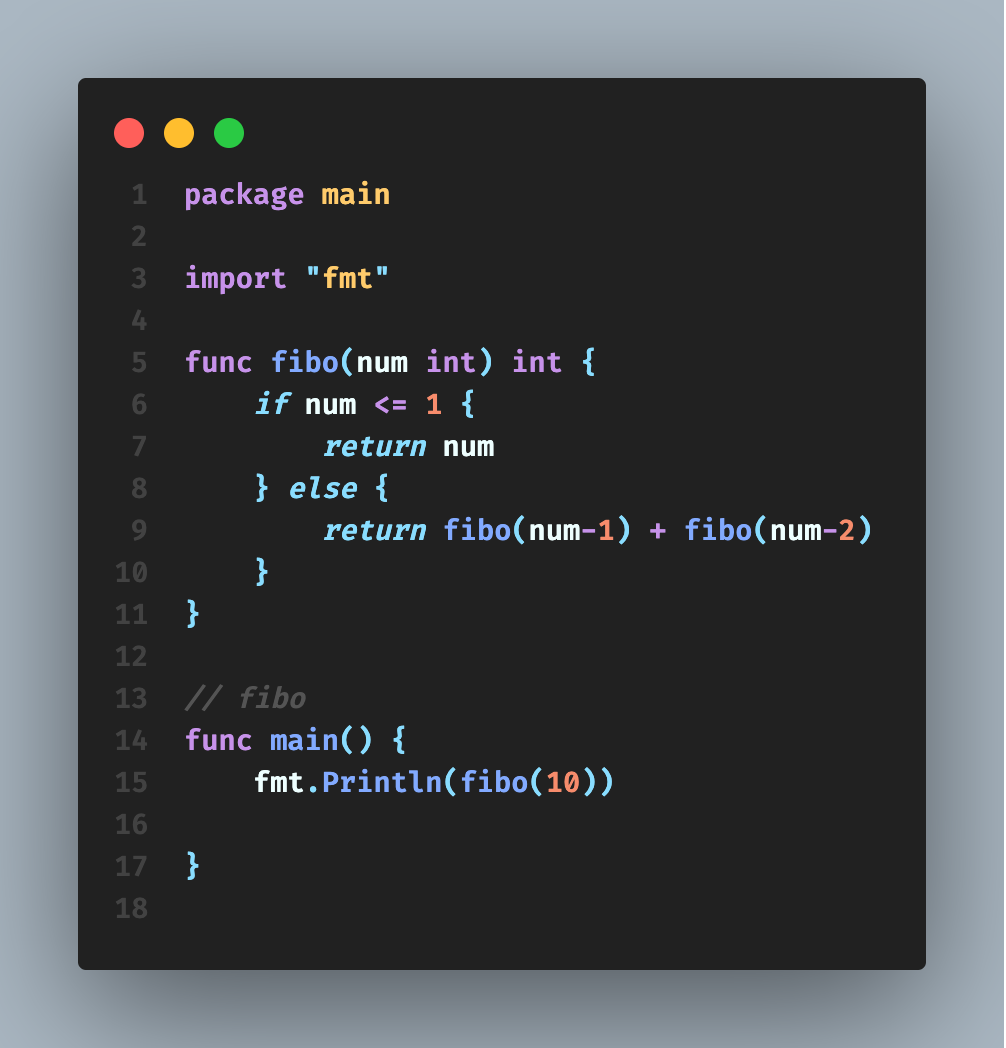 1 package main
2
3 import "fmt"
4
5 func fibo(num int) int {
6     if num <= 1 {
7         return num
8     } else {
9         return fibo(num-1) + fibo(num-2)
10     }
11 }
12
13 // fibo
14 func main() {
15     fmt.Println(fibo(10))
16
17 }
18